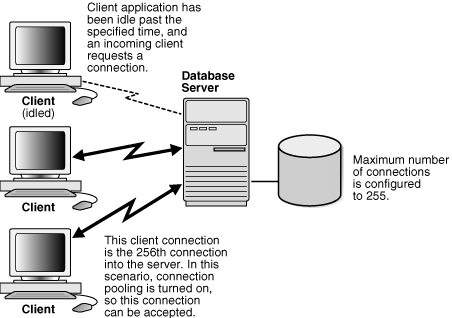 Client application has
been idle past the
specified time, and
an incoming client
requests a
connection.
Database
Server
Client
(idled)
Client
Maximum number
of connections
is configured
to 255.
This client connection
is the 256th connection
into the server. In this
scenario, connection
pooling is turned on,
so this connection
can be accepted.
Client